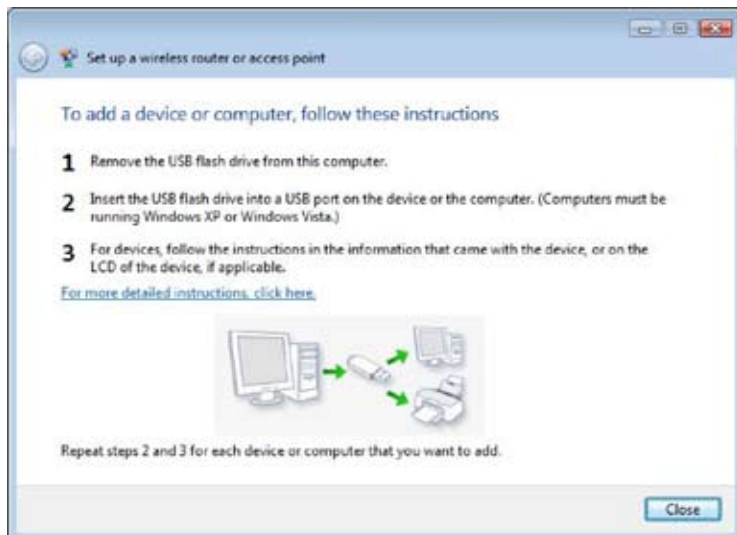 Set up a wireless router or access point
To add a device or computer, follow these instructions
1 Remove the USB flash drive from this computer.
2 Insert the USB flash drive into a USB port on the device or the computer. (Computers must be
running Windows XP or Windows Vista.)
3 For devices, follow the instructions in the information that came with the device, or on the
LCD of the device, if applicable.
For more detailed instructions, click here.
Repeat steps 2 and 3 for each device or computer that you want to add.
Close